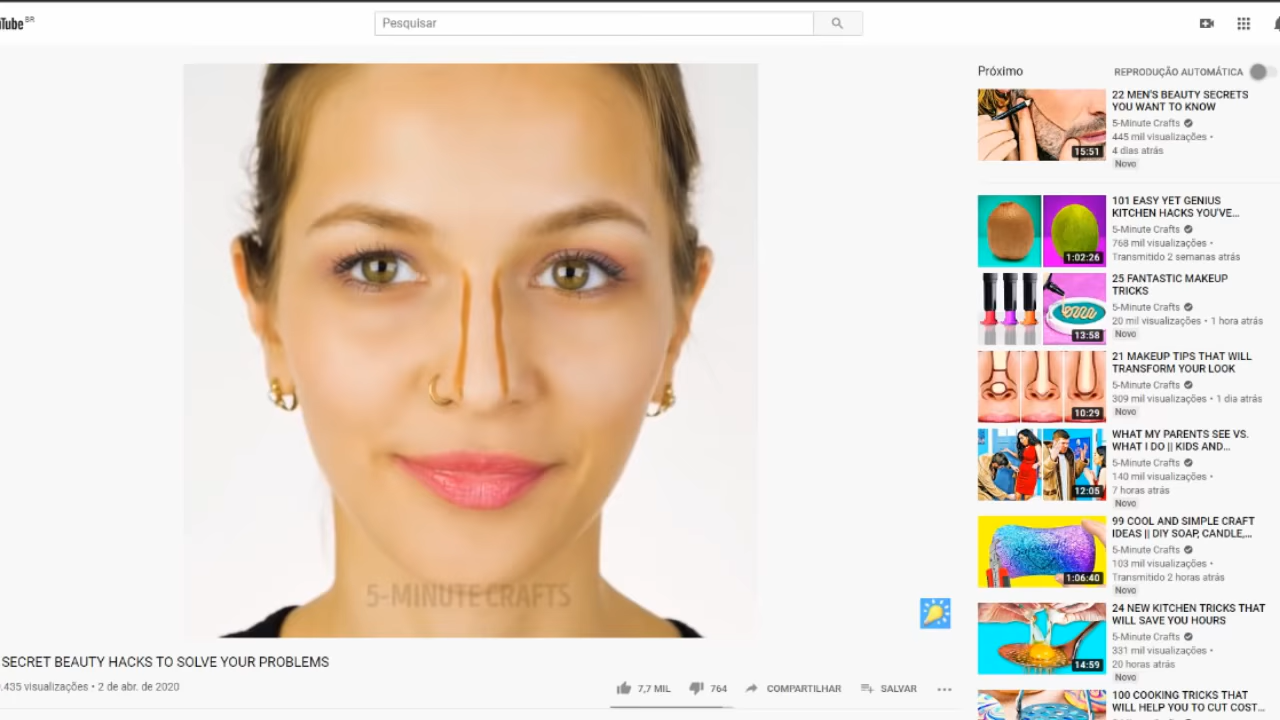 Tube BR
Pesquisar
5-MINUTE CRAFTS
SECRET BEAUTY HACKS TO SOLVE YOUR PROBLEMS
.435 visualizações • 2 de abr. de 2020
7,7 MIL
764
COMPARTILHAR
SALVAR
Próximo
REPRODUÇÃO AUTOMÁTICA
15:51
22 MEN'S BEAUTY SECRETS
YOU WANT TO KNOW
5-Minute Crafts
445 mil visualizações •
4 dias atrás
Novo
1:02:26
101 EASY YET GENIUS
KITCHEN HACKS YOU'VE...
5-Minute Crafts
768 mil visualizações •
Transmitido 2 semanas atrás
13:58
25 FANTASTIC MAKEUP
TRICKS
5-Minute Crafts
20 mil visualizações • 1 hora atrás
Novo
10:29
21 MAKEUP TIPS THAT WILL
TRANSFORM YOUR LOOK
5-Minute Crafts
309 mil visualizações • 1 dia atrás
Novo
12:05
WHAT MY PARENTS SEE VS.
WHAT I DO || KIDS AND...
5-Minute Crafts
140 mil visualizações •
7 horas atrás
Novo
1:06:40
99 COOL AND SIMPLE CRAFT
IDEAS || DIY SOAP, CANDLE,...
5-Minute Crafts
103 mil visualizações •
Transmitido 2 horas atrás
Novo
14:59
24 NEW KITCHEN TRICKS THAT
WILL SAVE YOU HOURS
5-Minute Crafts
331 mil visualizações •
20 horas atrás
Novo
100 COOKING TRICKS THAT
WILL HELP YOU TO CUT COST...